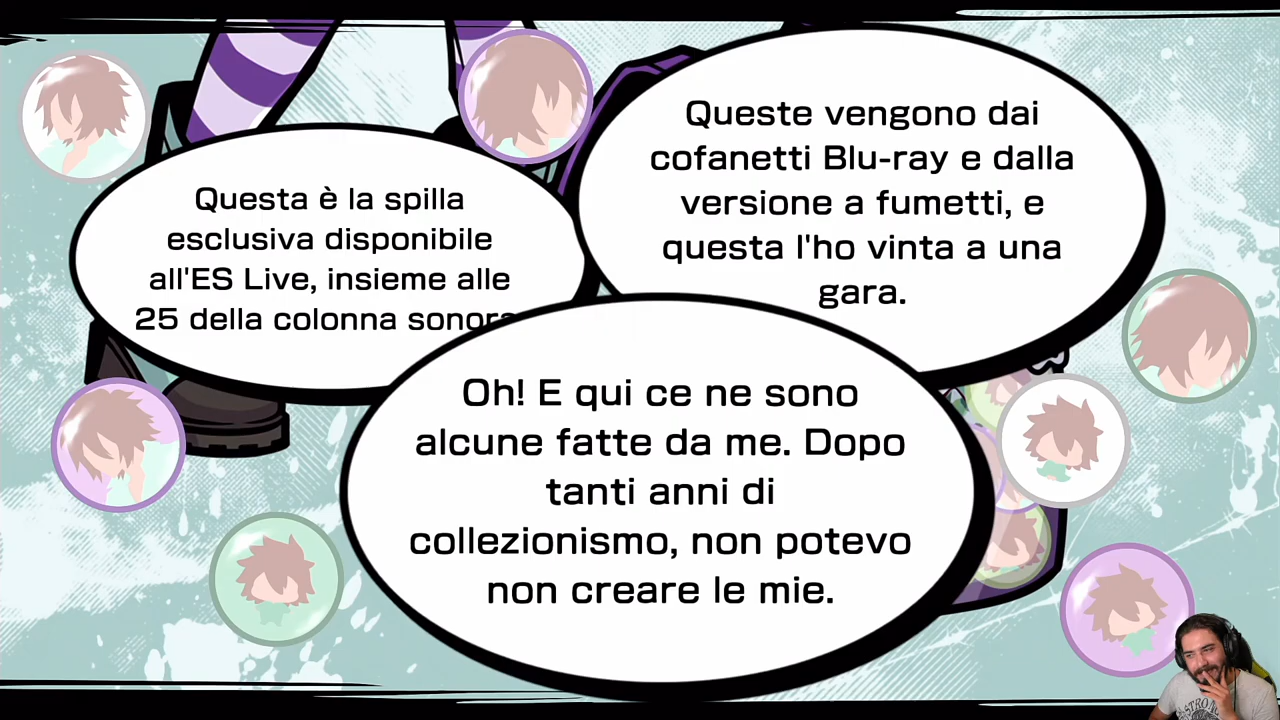 Questa è la spilla
esclusiva disponibile
all'ES Live, insieme alle
25 della colonna sonora
Queste vengono dai
cofanetti Blu-ray e dalla
versione a fumetti, e
questa l'ho vinta a una
gara.
Oh! E qui ce ne sono
alcune fatte da me. Dopo
tanti anni di
collezionismo, non potevo
non creare le mie.